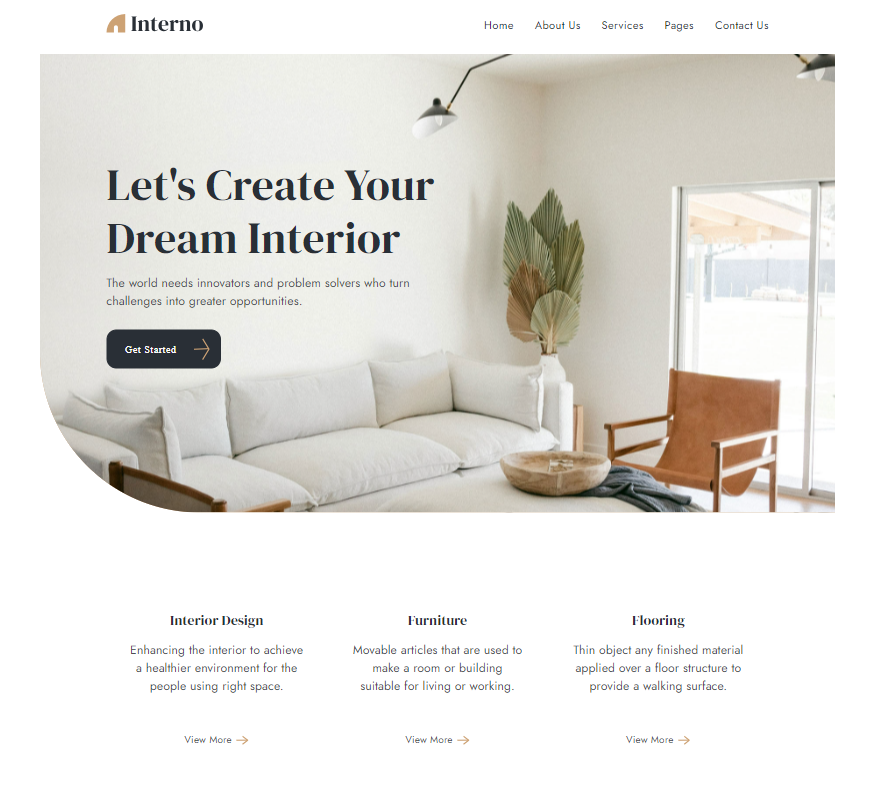 Interno
Home About Us Services Pages Contact Us
Let's Create Your
Dream Interior
The world needs innovators and problem solvers who turn
challenges into greater opportunities.
Get Started
Interior Design
Enhancing the interior to achieve
a healthier environment for the
people using right space.
View More
Furniture
Movable articles that are used to
make a room or building
suitable for living or working.
View More
Flooring
Thin object any finished material
applied over a floor structure to
provide a walking surface.
View More